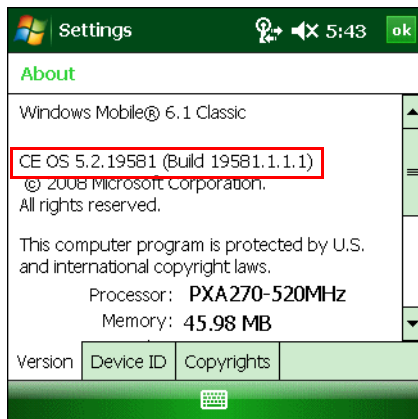 Settings
5:43
ok
About
Windows Mobile® 6.1 Classic
CE OS 5.2.19581 (Build 19581.1.1.1)
© 2008 Microsoft Corporation.
All rights reserved.
This computer program is protected by U.S.
and international copyright laws.
Processor: PXA270-520MHz
Memory: 45.98 MB
Version Device ID Copyrights